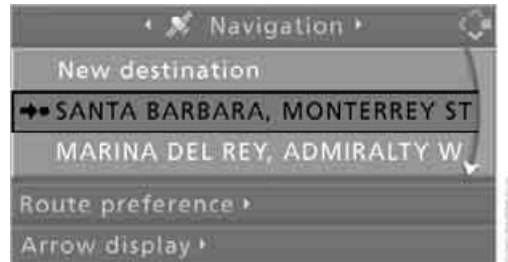 Navigation
New destination
SANTA BARBARA, MONTERREY ST
MARINA DEL REY, ADMIRALTY W
Route preference
Arrow display